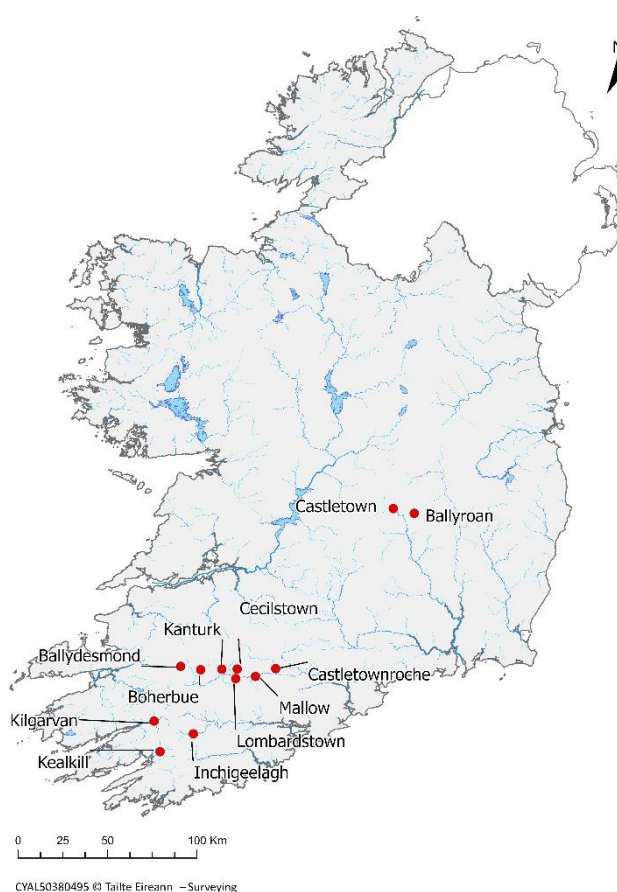 N
Castletown
Ballyroan
Cecilstown
Kanturk
Ballydesmond
Castletownroche
Boherbue
Mallow
Kilgarvan
Lombardstown
Kealkill
Inchigeelagh
0 25 50 100 Km
CYAL50380495 © Tailte Eireann – Surveying